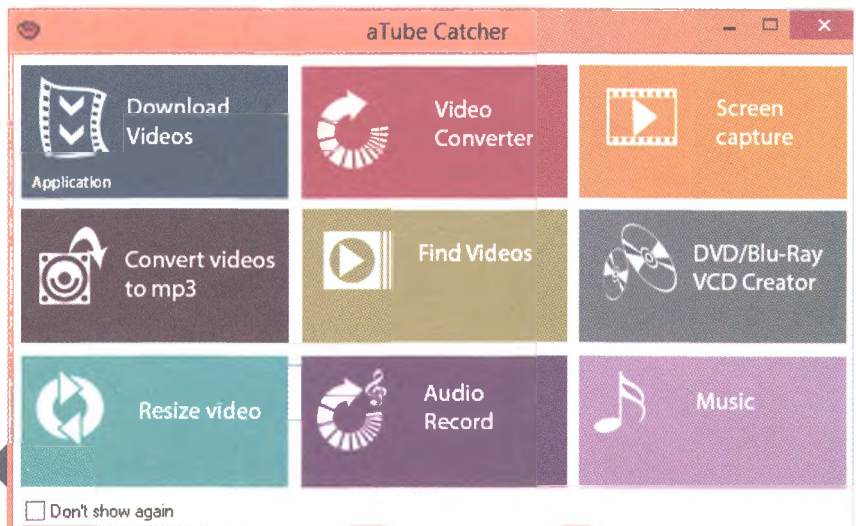 aTube Catcher
Download
Videos
Application
Video
Converter
Screen
capture
Convert videos
to mp3
Find Videos
DVD/Blu-Ray
VCD Creator
Resize video
Audio
Record
Music
Don't show again